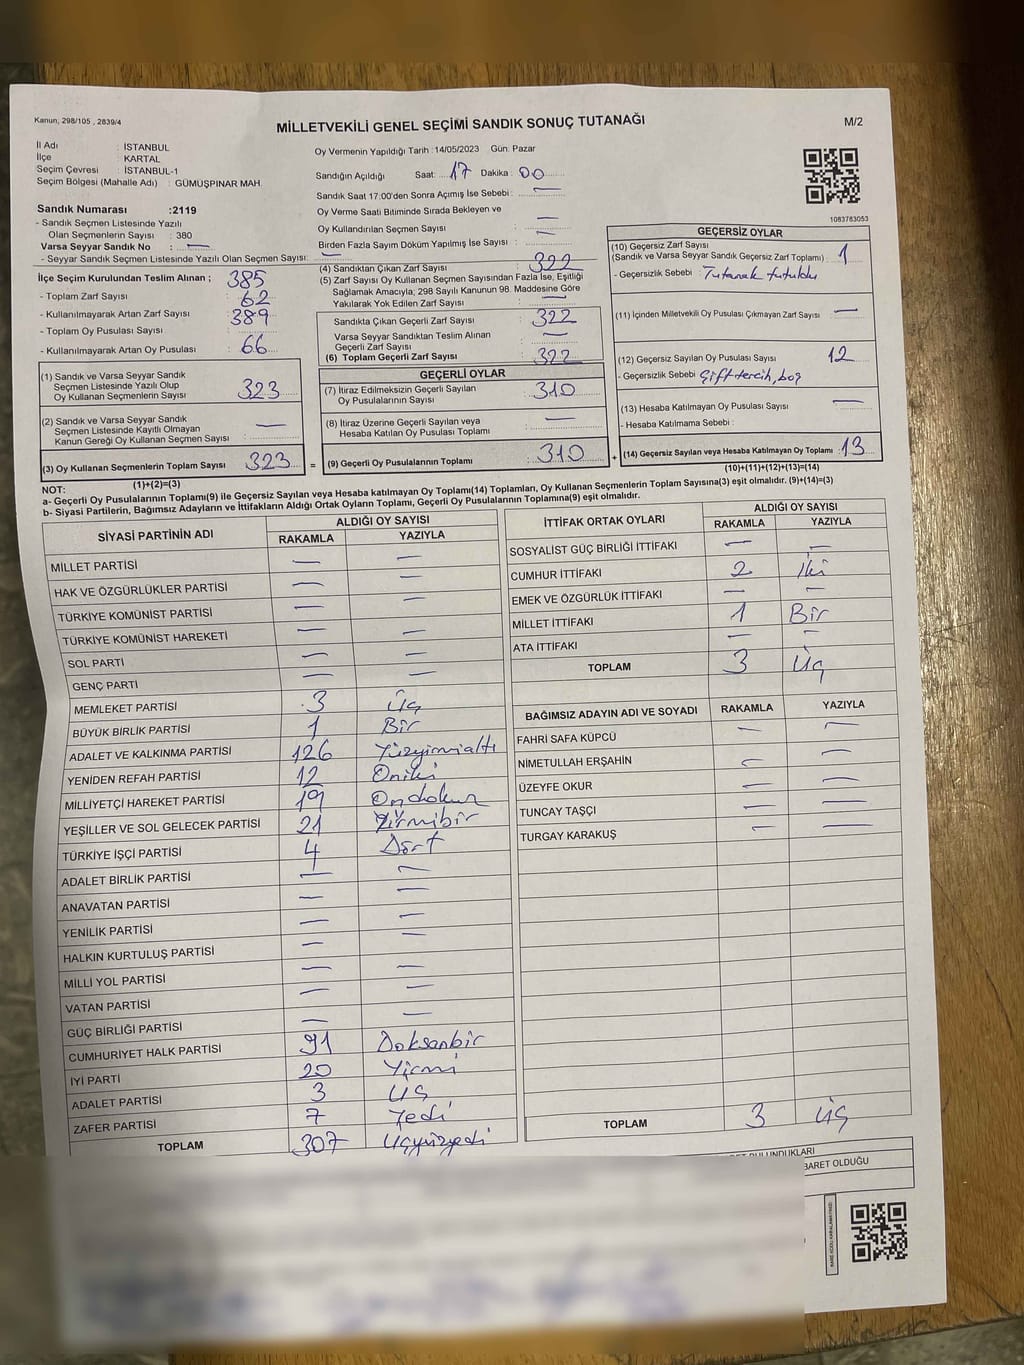 Kanun, 298/105 , 2839/4
MİLLETVEKİLİ GENEL SEÇİMİ SANDIK SONUÇ TUTANAĞI
M/2
İl Adı : İSTANBUL
İlçe : KARTAL
Seçim Çevresi : İSTANBUL-1
Seçim Bölgesi (Mahalle Adı) : GÜMÜŞPINAR MAH.
Oy Vermenin Yapıldığı Tarih : 14/05/2023 Gün: Pazar
Sandığın Açıldığı Saat: 17 Dakika : 00
Sandık Saat 17:00'den Sonra Açımış İse Sebebi : —
Oy Verme Saati Bitiminde Sırada Bekleyen ve
Oy Kullandırılan Seçmen Sayısı : —
Birden Fazla Sayım Döküm Yapılmış İse Sayısı : —
1083783053
Sandık Numarası : 2119
- Sandık Seçmen Listesinde Yazılı
Olan Seçmenlerin Sayısı : 380
Varsa Seyyar Sandık No : —
- Seyyar Sandık Seçmen Listesinde Yazılı Olan Seçmen Sayısı: —
İlçe Seçim Kurulundan Teslim Alınan ;
- Toplam Zarf Sayısı : 385
- Kullanılmayarak Artan Zarf Sayısı : 62
- Toplam Oy Pusulası Sayısı : 389
- Kullanılmayarak Artan Oy Pusulası : 66
(1) Sandık ve Varsa Seyyar Sandık
Seçmen Listesinde Yazılı Olup
Oy Kullanan Seçmenlerin Sayısı : 323
(2) Sandık ve Varsa Seyyar Sandık
Seçmen Listesinde Kayıtlı Olmayan
Kanun Gereği Oy Kullanan Seçmen Sayısı : —
(3) Oy Kullanan Seçmenlerin Toplam Sayısı 323 =
(1)+(2)=(3)
(4) Sandıktan Çıkan Zarf Sayısı : 322
(5) Zarf Sayısı Oy Kullanan Seçmen Sayısından Fazla İse, Eşitliği
Sağlamak Amacıyla; 298 Sayılı Kanunun 98. Maddesine Göre
Yakılarak Yok Edilen Zarf Sayısı : —
Sandıkta Çıkan Geçerli Zarf Sayısı : 322
Varsa Seyyar Sandıktan Teslim Alınan
Geçerli Zarf Sayısı : —
(6) Toplam Geçerli Zarf Sayısı : 322
GEÇERLİ OYLAR
(7) İtiraz Edilmeksizin Geçerli Sayılan
Oy Pusulalarının Sayısı : 310
(8) İtiraz Üzerine Geçerli Sayılan veya
Hesaba Katılan Oy Pusulası Toplamı : —
(9) Geçerli Oy Pusulalarının Toplamı : 310 +
GEÇERSİZ OYLAR
(10) Geçersiz Zarf Sayısı
(Sandık ve Varsa Seyyar Sandık Geçersiz Zarf Toplamı) : 1
- Geçersizlik Sebebi : Tutanak tutuldu
(11) İçinden Milletvekili Oy Pusulası Çıkmayan Zarf Sayısı : —
(12) Geçersiz Sayılan Oy Pusulası Sayısı : 12
- Geçersizlik Sebebi : Çift tercih, boş
(13) Hesaba Katılmayan Oy Pusulası Sayısı : —
- Hesaba Katılmama Sebebi :
(14) Geçersiz Sayılan veya Hesaba Katılmayan Oy Toplamı : 13
(10)+(11)+(12)+(13)=(14)
NOT:
a- Geçerli Oy Pusulalarının Toplamı(9) ile Geçersiz Sayılan veya Hesaba katılmayan Oy Toplamı(14) Toplamları, Oy Kullanan Seçmenlerin Toplam Sayısına(3) eşit olmalıdır. (9)+(14)=(3)
b- Siyasi Partilerin, Bağımsız Adayların ve İttifakların Aldığı Ortak Oyların Toplamı, Geçerli Oy Pusulalarının Toplamına(9) eşit olmalıdır.
SİYASİ PARTİNİN ADI ALDIĞI OY SAYISI
RAKAMLA YAZIYLA
MİLLET PARTİSİ — —
HAK VE ÖZGÜRLÜKLER PARTİSİ — —
TÜRKİYE KOMÜNİST PARTİSİ — —
TÜRKİYE KOMÜNİST HAREKETİ — —
SOL PARTİ — —
GENÇ PARTİ — —
MEMLEKET PARTİSİ 3 Üç
BÜYÜK BİRLİK PARTİSİ 1 Bir
ADALET VE KALKINMA PARTİSİ 126 Yüzyirmialtı
YENİDEN REFAH PARTİSİ 12 Oniki
MİLLİYETÇİ HAREKET PARTİSİ 19 Ondokuz
YEŞİLLER VE SOL GELECEK PARTİSİ 21 Yirmibir
TÜRKİYE İŞÇİ PARTİSİ 4 Dört
ADALET BİRLİK PARTİSİ — —
ANAVATAN PARTİSİ — —
YENİLİK PARTİSİ — —
HALKIN KURTULUŞ PARTİSİ — —
MİLLİ YOL PARTİSİ — —
VATAN PARTİSİ — —
GÜÇ BİRLİĞİ PARTİSİ — —
CUMHURİYET HALK PARTİSİ 91 Doksanbir
İYİ PARTİ 20 Yirmi
ADALET PARTİSİ 3 Üç
ZAFER PARTİSİ 7 Yedi
TOPLAM 307 Üçyüzyedi
İTTİFAK ORTAK OYLARI ALDIĞI OY SAYISI
RAKAMLA YAZIYLA
SOSYALİST GÜÇ BİRLİĞİ İTTİFAKI — —
CUMHUR İTTİFAKI 2 İki
EMEK VE ÖZGÜRLÜK İTTİFAKI — —
MİLLET İTTİFAKI 1 Bir
ATA İTTİFAKI — —
TOPLAM 3 Üç
BAĞIMSIZ ADAYIN ADI VE SOYADI RAKAMLA YAZIYLA
FAHRİ SAFA KÜPCÜ — —
NİMETULLAH ERŞAHİN — —
ÜZEYFE OKUR — —
TUNCAY TAŞÇI — —
TURGAY KARAKUŞ — —
TOPLAM 3 Üç
BULUNDUKLARI
BARET OLDUĞU